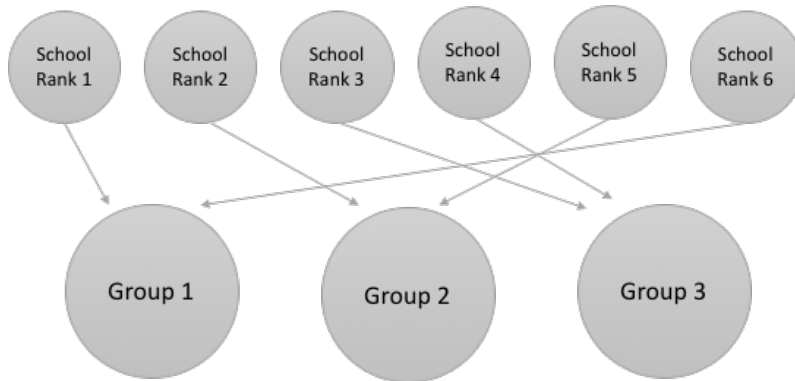 School
Rank 1
School
Rank 2
School
Rank 3
School
Rank 4
School
Rank 5
School
Rank 6
Group 1
Group 2
Group 3